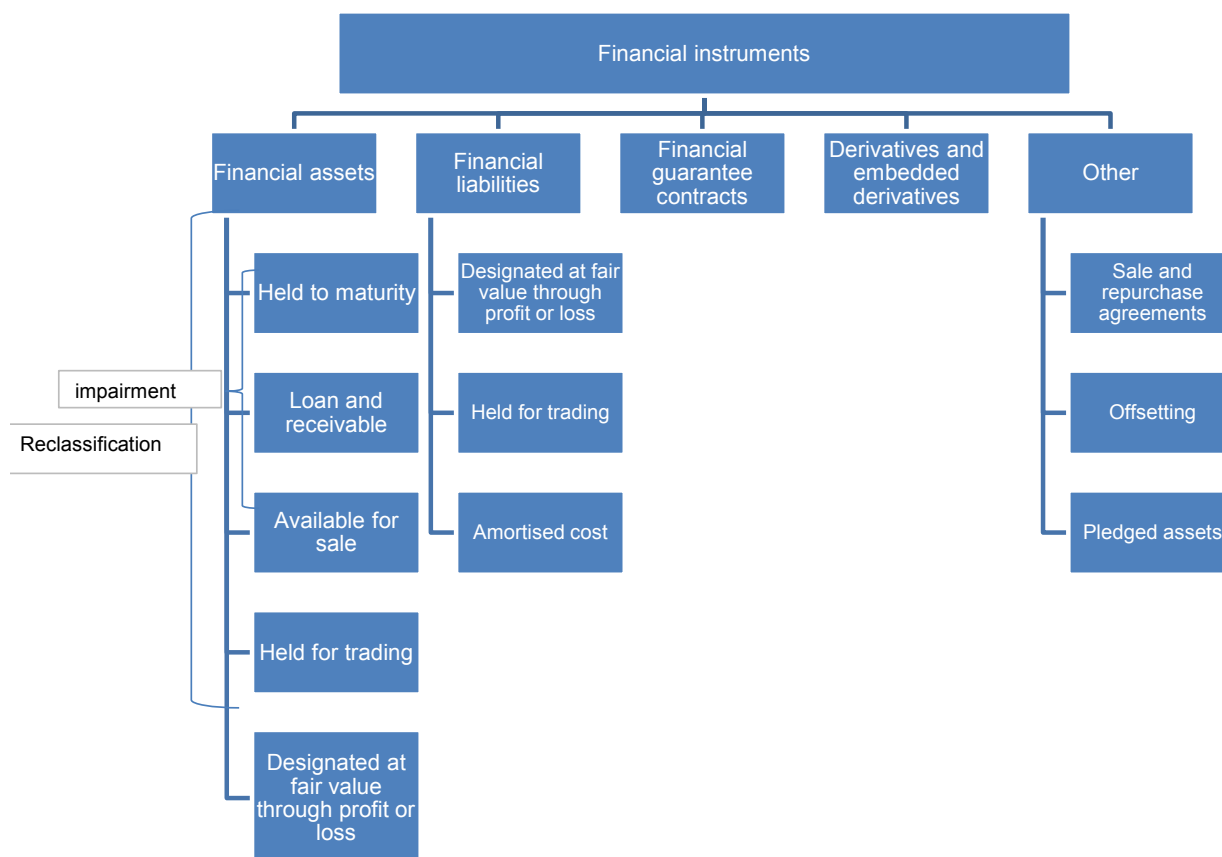 Financial instruments
Financial assets
Financial
liabilities
Financial
guarantee
contracts
Derivatives and
embedded
derivatives
Other
Held to maturity
Loan and
receivable
Available for
sale
Held for trading
Designated at
fair value
through profit or
loss
impairment
Reclassification
Designated at fair
value through
profit or loss
Held for trading
Amortised cost
Sale and
repurchase
agreements
Offsetting
Pledged assets